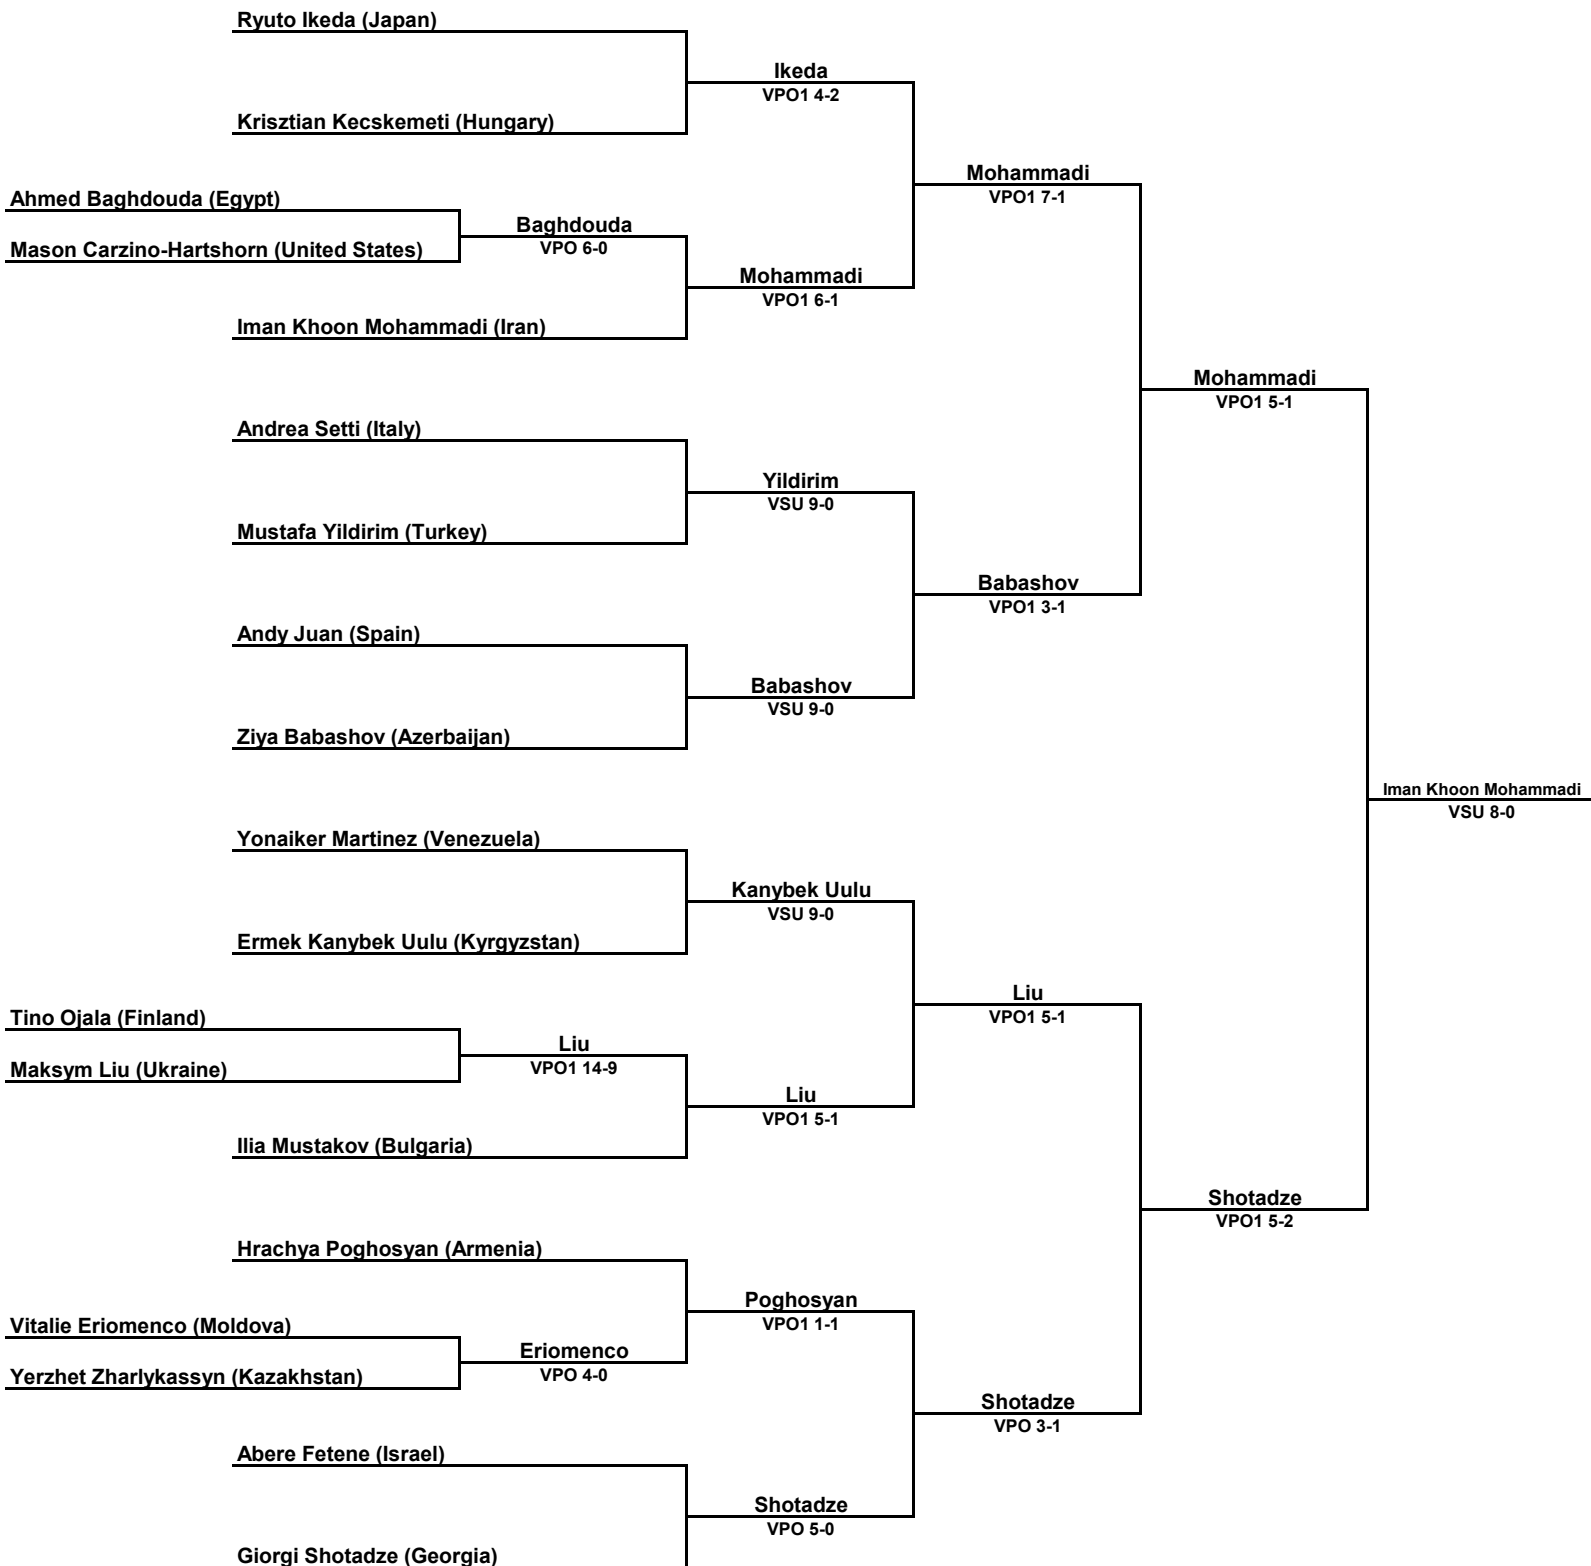 Ryuto Ikeda (Japan)
Ikeda
VPO1 4-2
Krisztian Kecskemeti (Hungary)
Mohammadi
VPO1 7-1
Ahmed Baghdouda (Egypt)
Baghdouda
VPO 6-0
Mason Carzino-Hartshorn (United States)
Mohammadi
VPO1 6-1
Iman Khoon Mohammadi (Iran)
Mohammadi
VPO1 5-1
Andrea Setti (Italy)
Yildirim
VSU 9-0
Mustafa Yildirim (Turkey)
Babashov
VPO1 3-1
Andy Juan (Spain)
Babashov
VSU 9-0
Ziya Babashov (Azerbaijan)
Iman Khoon Mohammadi
VSU 8-0
Yonaiker Martinez (Venezuela)
Kanybek Uulu
VSU 9-0
Ermek Kanybek Uulu (Kyrgyzstan)
Liu
VPO1 5-1
Tino Ojala (Finland)
Liu
VPO1 14-9
Maksym Liu (Ukraine)
Liu
VPO1 5-1
Ilia Mustakov (Bulgaria)
Shotadze
VPO1 5-2
Hrachya Poghosyan (Armenia)
Poghosyan
VPO1 1-1
Vitalie Eriomenco (Moldova)
Eriomenco
VPO 4-0
Yerzhet Zharlykassyn (Kazakhstan)
Shotadze
VPO 3-1
Abere Fetene (Israel)
Shotadze
VPO 5-0
Giorgi Shotadze (Georgia)